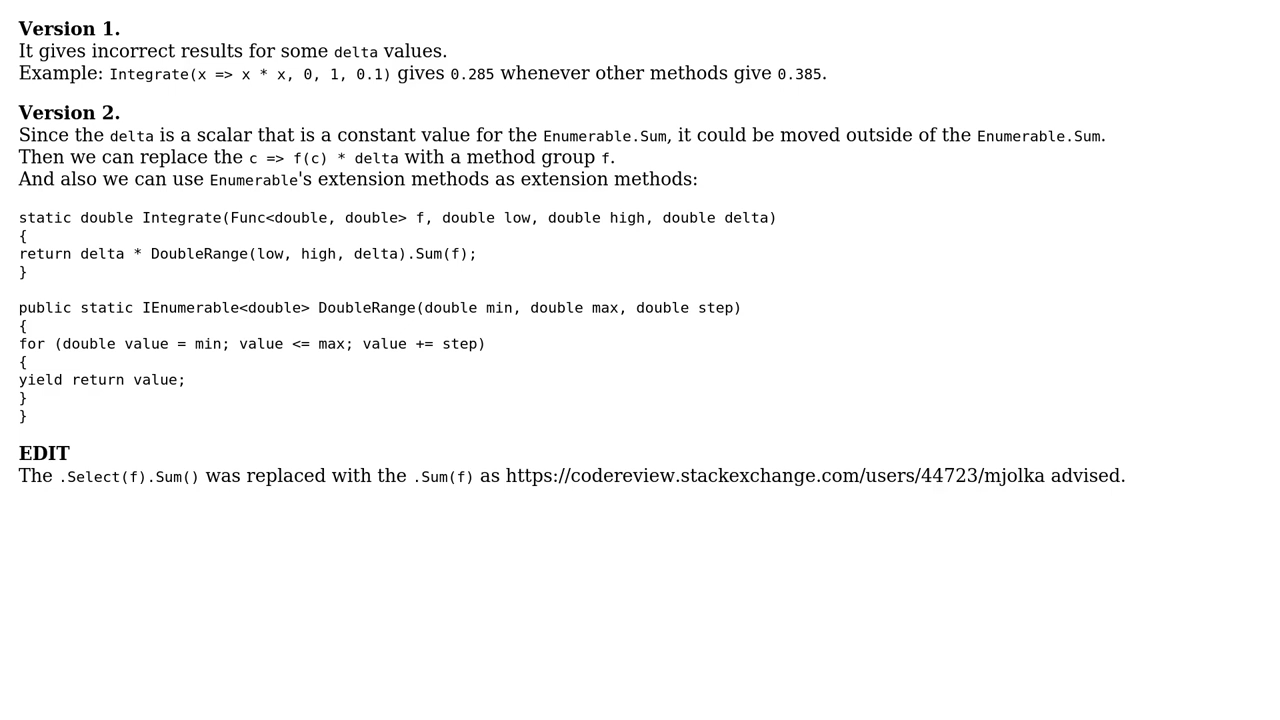 Version 1.
It gives incorrect results for some delta values.
Example: Integrate(x => x * x, 0, 1, 0.1) gives 0.285 whenever other methods give 0.385.
Version 2.
Since the delta is a scalar that is a constant value for the Enumerable.Sum, it could be moved outside of the Enumerable.Sum.
Then we can replace the c => f(c) * delta with a method group f.
And also we can use Enumerable's extension methods as extension methods:
static double Integrate(Func<double, double> f, double low, double high, double delta)
{
return delta * DoubleRange(low, high, delta).Sum(f);
}
public static IEnumerable<double> DoubleRange(double min, double max, double step)
{
for (double value = min; value <= max; value += step)
{
yield return value;
}
}
EDIT
The .Select(f).Sum() was replaced with the .Sum(f) as https://codereview.stackexchange.com/users/44723/mjolka advised.